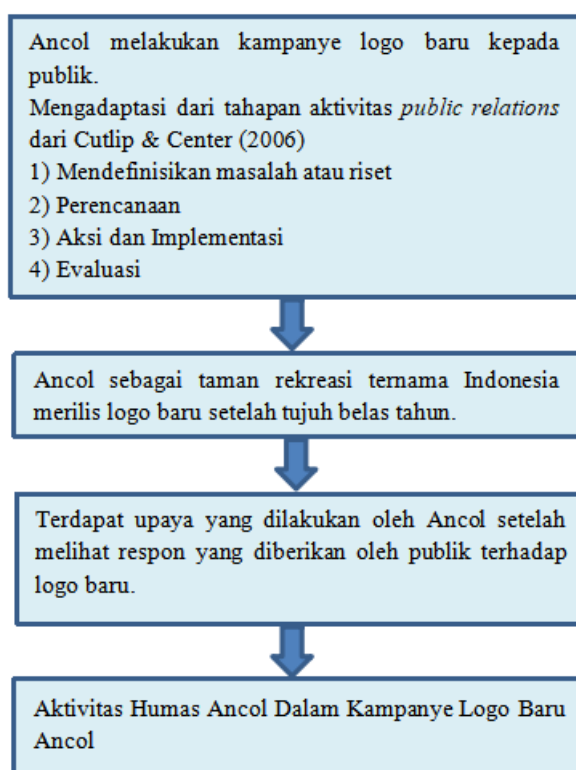 Ancol melakukan kampanye logo baru kepada
publik.
Mengadaptasi dari tahapan aktivitas public relations
dari Cutlip & Center (2006)
1) Mendefinisikan masalah atau riset
2) Perencanaan
3) Aksi dan Implementasi
4) Evaluasi
Ancol sebagai taman rekreasi ternama Indonesia
merilis logo baru setelah tujuh belas tahun.
Terdapat upaya yang dilakukan oleh Ancol setelah
melihat respon yang diberikan oleh publik terhadap
logo baru.
Aktivitas Humas Ancol Dalam Kampanye Logo Baru
Ancol